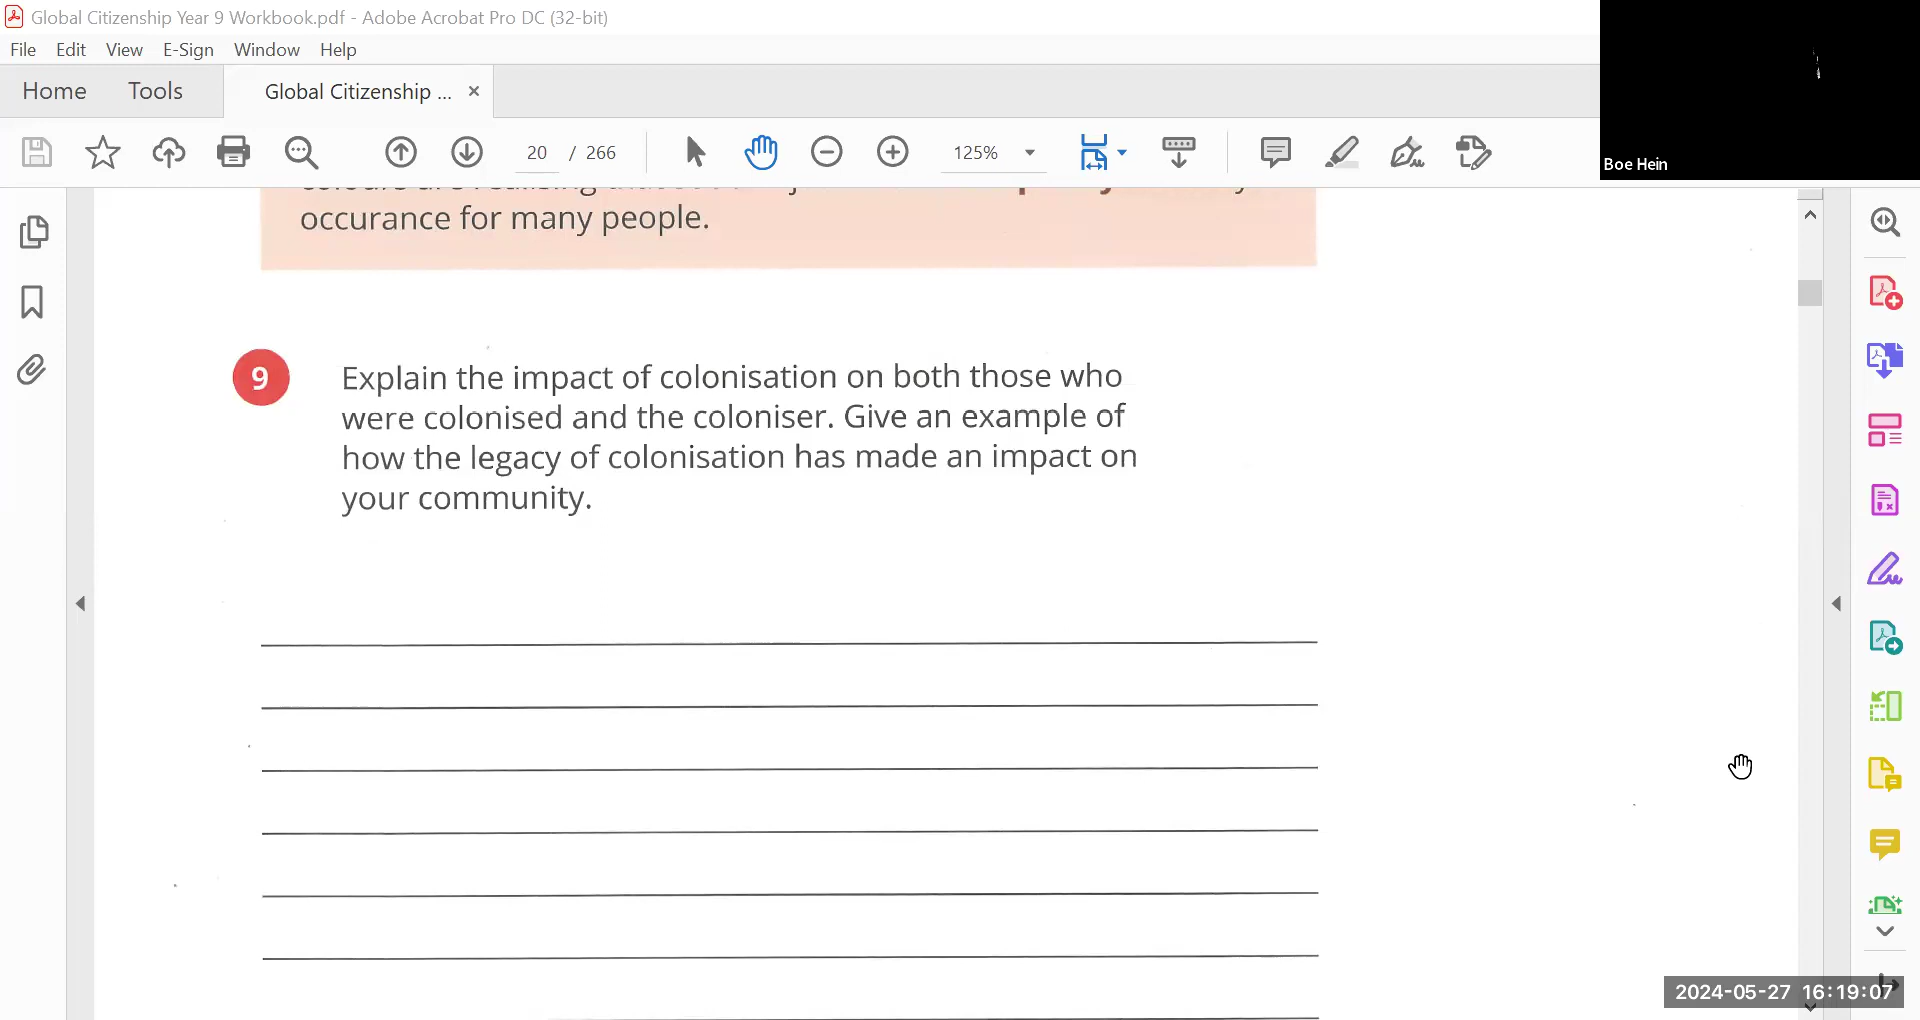 Global Citizenship Year 9 Workbook.pdf - Adobe Acrobat Pro DC (32-bit)
File Edit View E-Sign Window Help
Home Tools Global Citizenship ... ×
20 / 266 125%
Boe Hein
occurance for many people.
9 Explain the impact of colonisation on both those who
were colonised and the coloniser. Give an example of
how the legacy of colonisation has made an impact on
your community.
2024-05-27 16:19:07